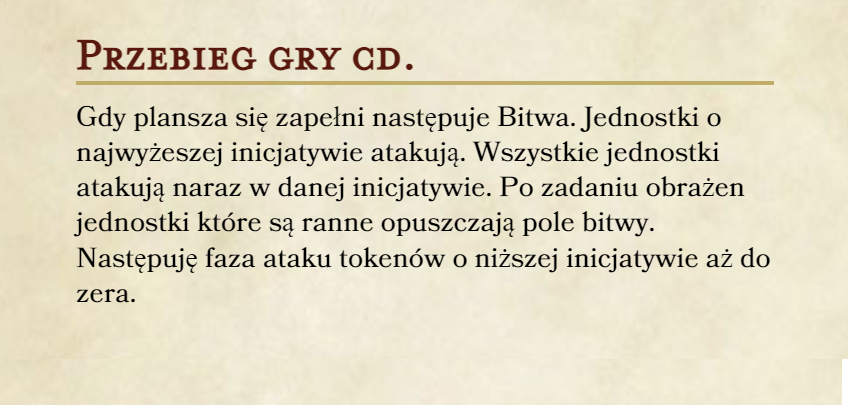 Przebieg gry cd.
Gdy plansza się zapełni następuje Bitwa. Jednostki o
najwyżeszej inicjatywie atakują. Wszystkie jednostki
atakują naraz w danej inicjatywie. Po zadaniu obrażen
jednostki które są ranne opuszczają pole bitwy.
Następuję faza ataku tokenów o niższej inicjatywie aż do
zera.